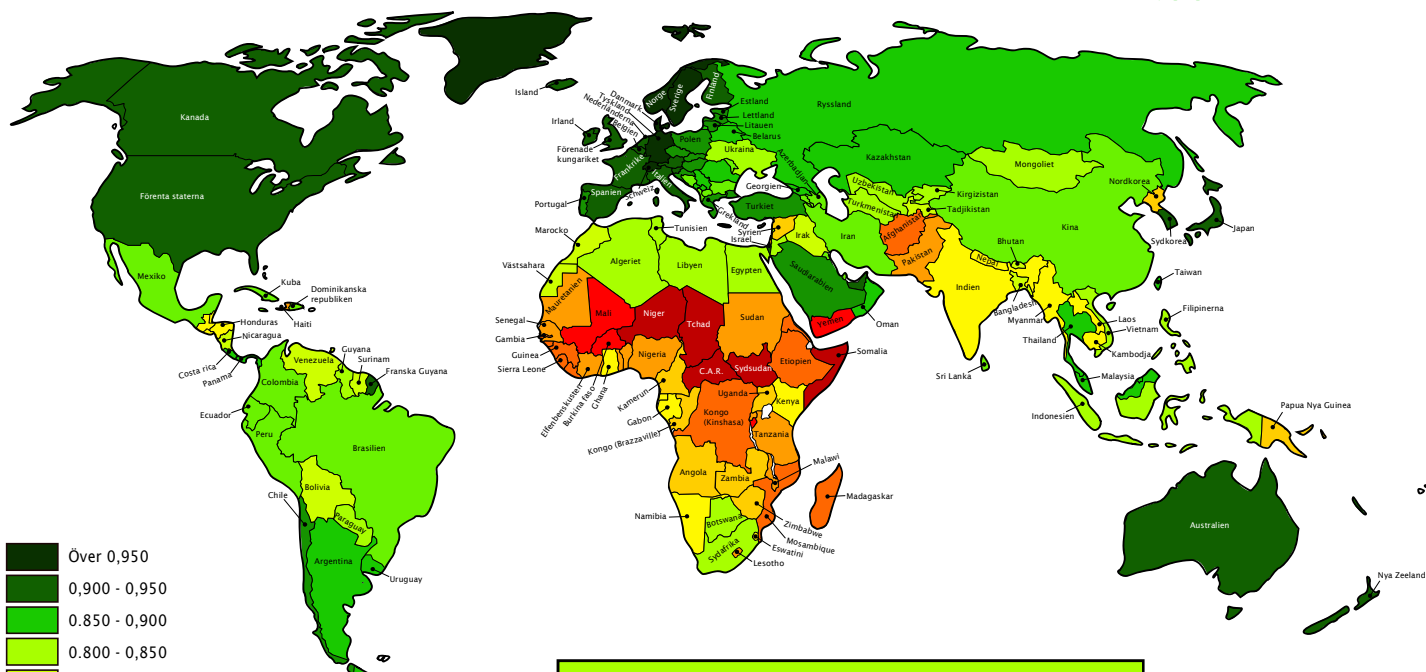 Kanada
Förenta staterna
Mexiko
Kuba
Dominikanska
republiken
Haiti
Honduras
Nicaragua
Costa rica
Panama
Venezuela
Guyana
Surinam
Franska Guyana
Colombia
Ecuador
Peru
Brasilien
Bolivia
Paraguay
Chile
Argentina
Uruguay
Island
Irland
Förenade
kungariket
Norge
Sverige
Finland
Danmark
Tyskland
Nederländerna
Belgien
Frankrike
Schweiz
Italien
Spanien
Portugal
Polen
Estland
Lettland
Litauen
Belarus
Ukraina
Grekland
Turkiet
Georgien
Azerbadjan
Ryssland
Kazakhstan
Uzbekistan
Turkmenistan
Kirgizistan
Tadjikistan
Mongoliet
Kina
Nordkorea
Sydkorea
Japan
Taiwan
Filipinerna
Syrien
Israel
Irak
Iran
Afghanistan
Pakistan
Saudiarabien
Yemen
Oman
Indien
Nepal
Bhutan
Bangladesh
Myanmar
Sri Lanka
Thailand
Laos
Vietnam
Kambodja
Malaysia
Indonesien
Papua Nya Guinea
Australien
Nya Zeeland
Marocko
Västsahara
Algeriet
Tunisien
Libyen
Egypten
Mauretanien
Mali
Niger
Tchad
Sudan
Senegal
Gambia
Guinea
Sierra Leone
Elfenbenskusten
Burkina faso
Ghana
Nigeria
Kamerun
C.A.R.
Sydsudan
Etiopien
Somalia
Gabon
Kongo (Brazzaville)
Kongo
(Kinshasa)
Uganda
Kenya
Tanzania
Angola
Zambia
Malawi
Madagaskar
Namibia
Botswana
Zimbabwe
Mosambique
Eswatini
Lesotho
Sydafrika
Över 0,950
0,900 - 0,950
0.850 - 0,900
0.800 - 0,850